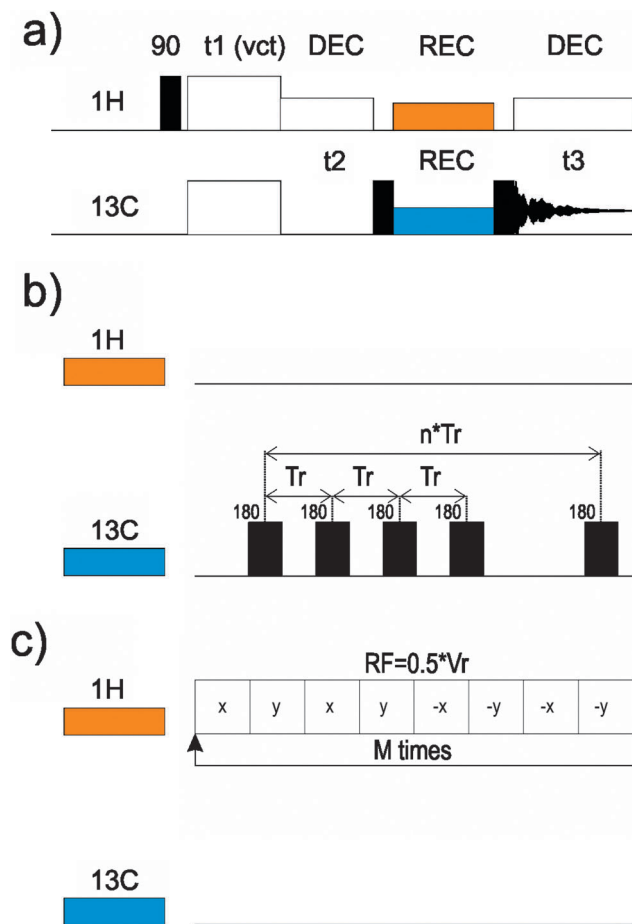 a)
90 t1 (vct) DEC REC DEC
1H
t2 REC t3
13C
b)
1H
n*Tr
Tr Tr Tr
180 180 180 180 180
13C
c)
RF=0.5*Vr
1H
x y x y -x -y -x -y
M times
13C